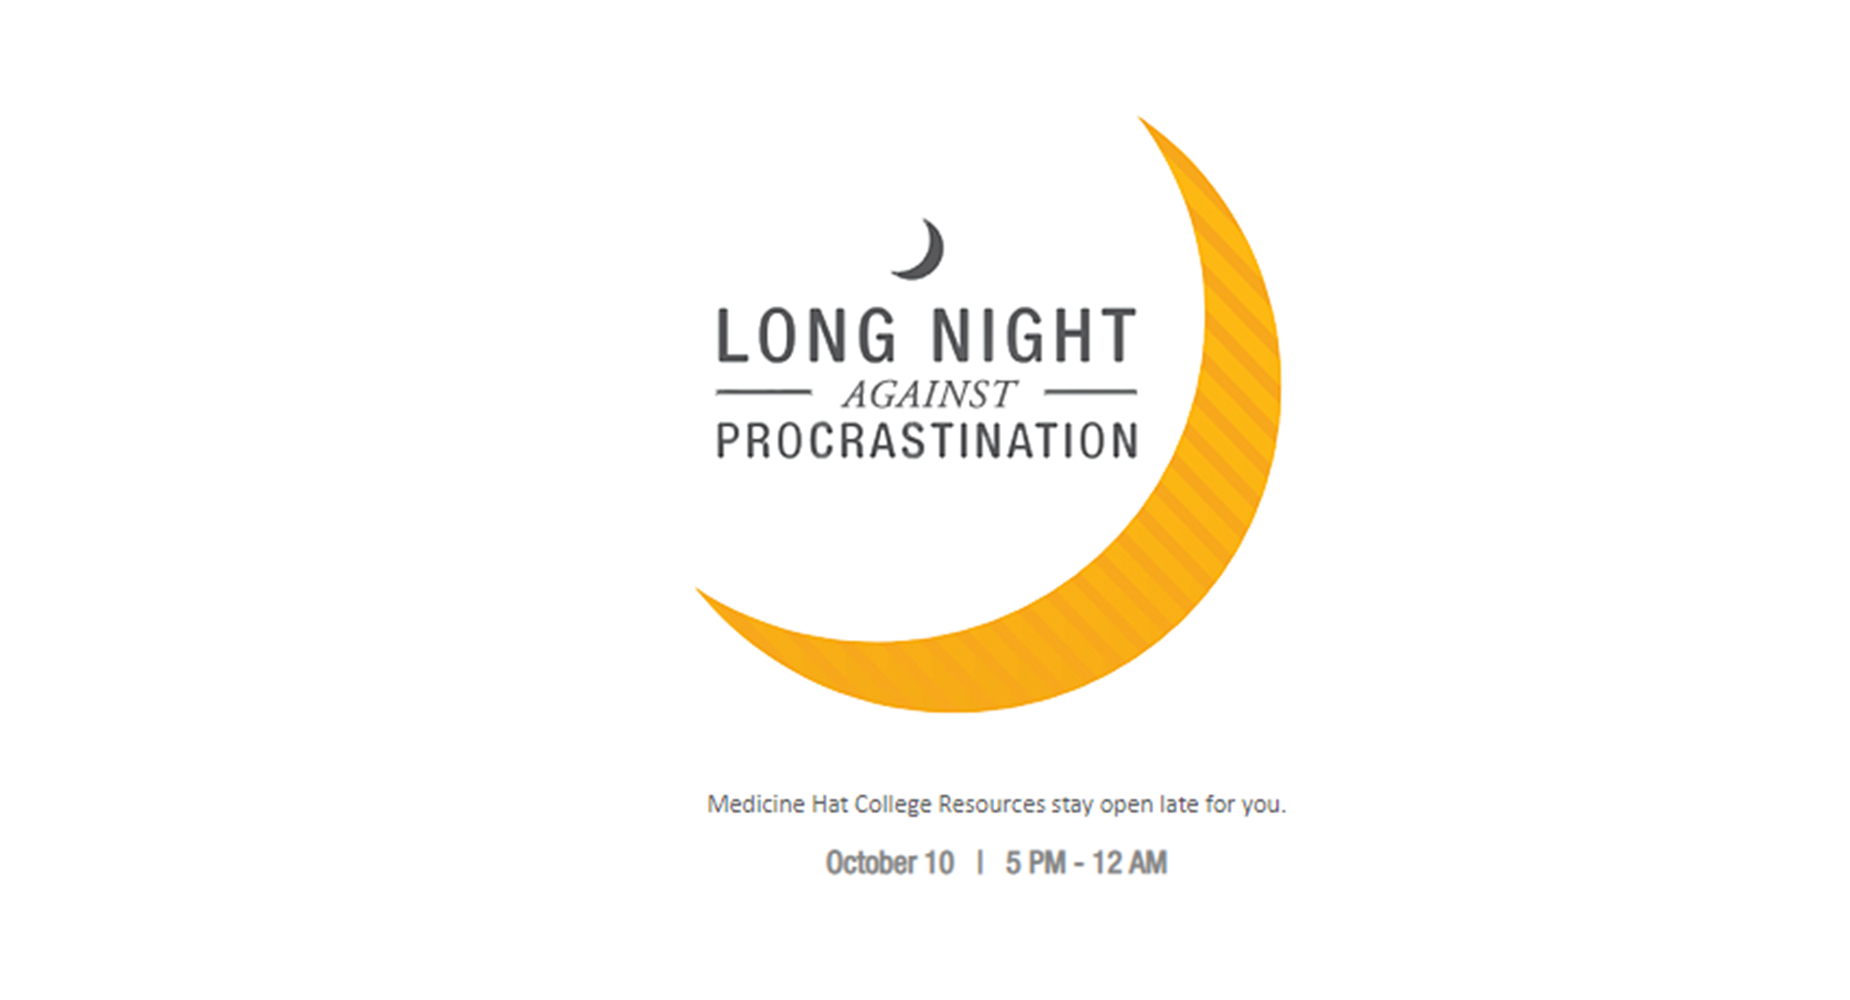 LONG NIGHT
AGAINST
PROCRASTINATION
Medicine Hat College Resources stay open late for you.
October 10 | 5 PM - 12 AM